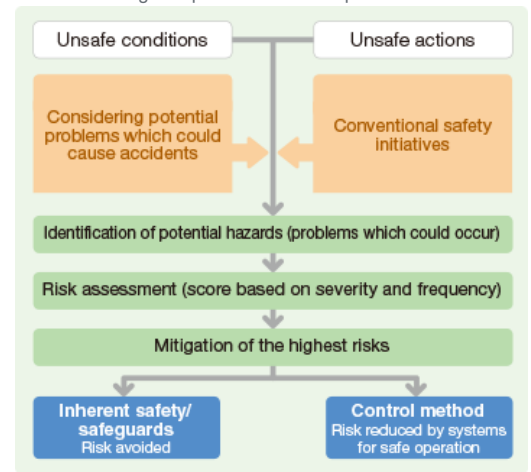 Unsafe conditions
Unsafe actions
Considering potential
problems which could
cause accidents
Conventional safety
initiatives
Identification of potential hazards (problems which could occur)
Risk assessment (score based on severity and frequency)
Mitigation of the highest risks
Inherent safety/
safeguards
Risk avoided
Control method
Risk reduced by systems
for safe operation